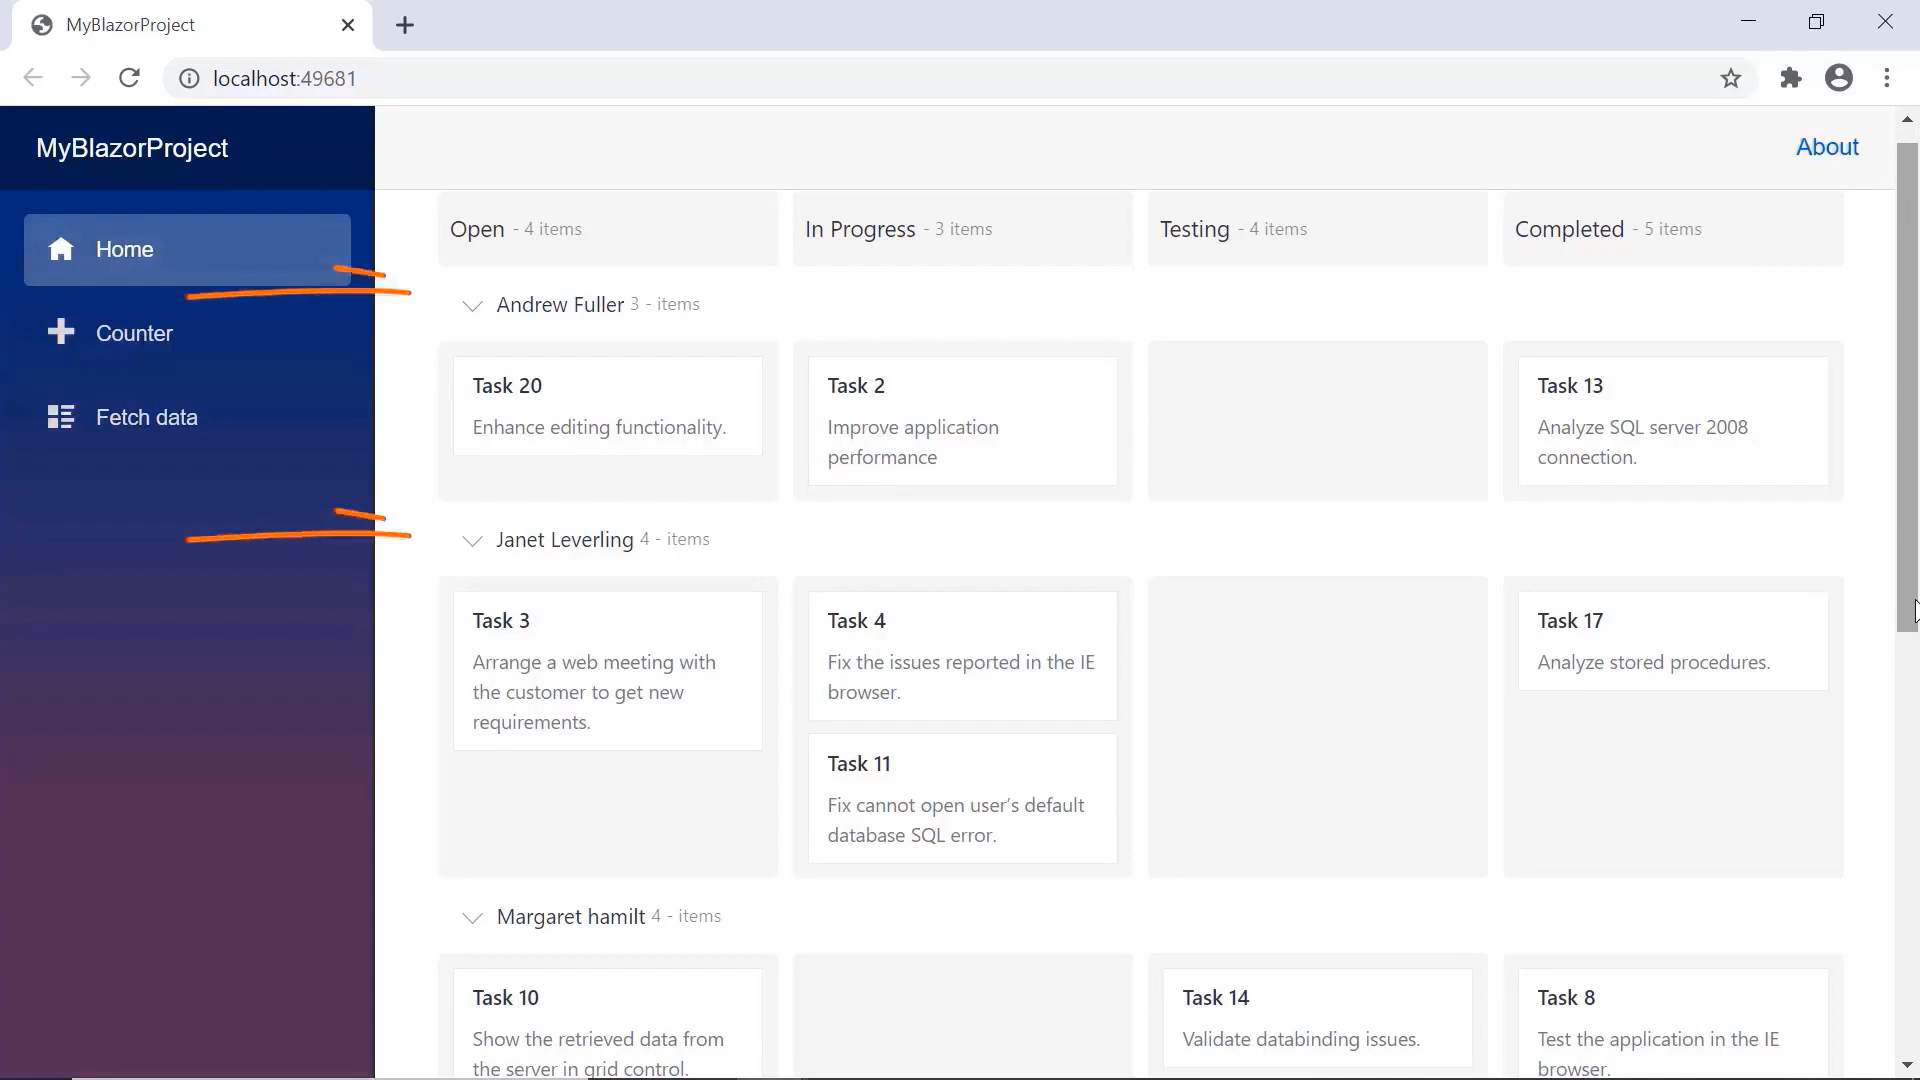 MyBlazorProject
localhost:49681
MyBlazorProject
About
Home
Counter
Fetch data
Open - 4 items
In Progress - 3 items
Testing - 4 items
Completed - 5 items
Andrew Fuller 3 - items
Task 20
Enhance editing functionality.
Task 2
Improve application
performance
Task 13
Analyze SQL server 2008
connection.
Janet Leverling 4 - items
Task 3
Arrange a web meeting with
the customer to get new
requirements.
Task 4
Fix the issues reported in the IE
browser.
Task 11
Fix cannot open user’s default
database SQL error.
Task 17
Analyze stored procedures.
Margaret hamilt 4 - items
Task 10
Show the retrieved data from
the server in grid control.
Task 14
Validate databinding issues.
Task 8
Test the application in the IE
browser.